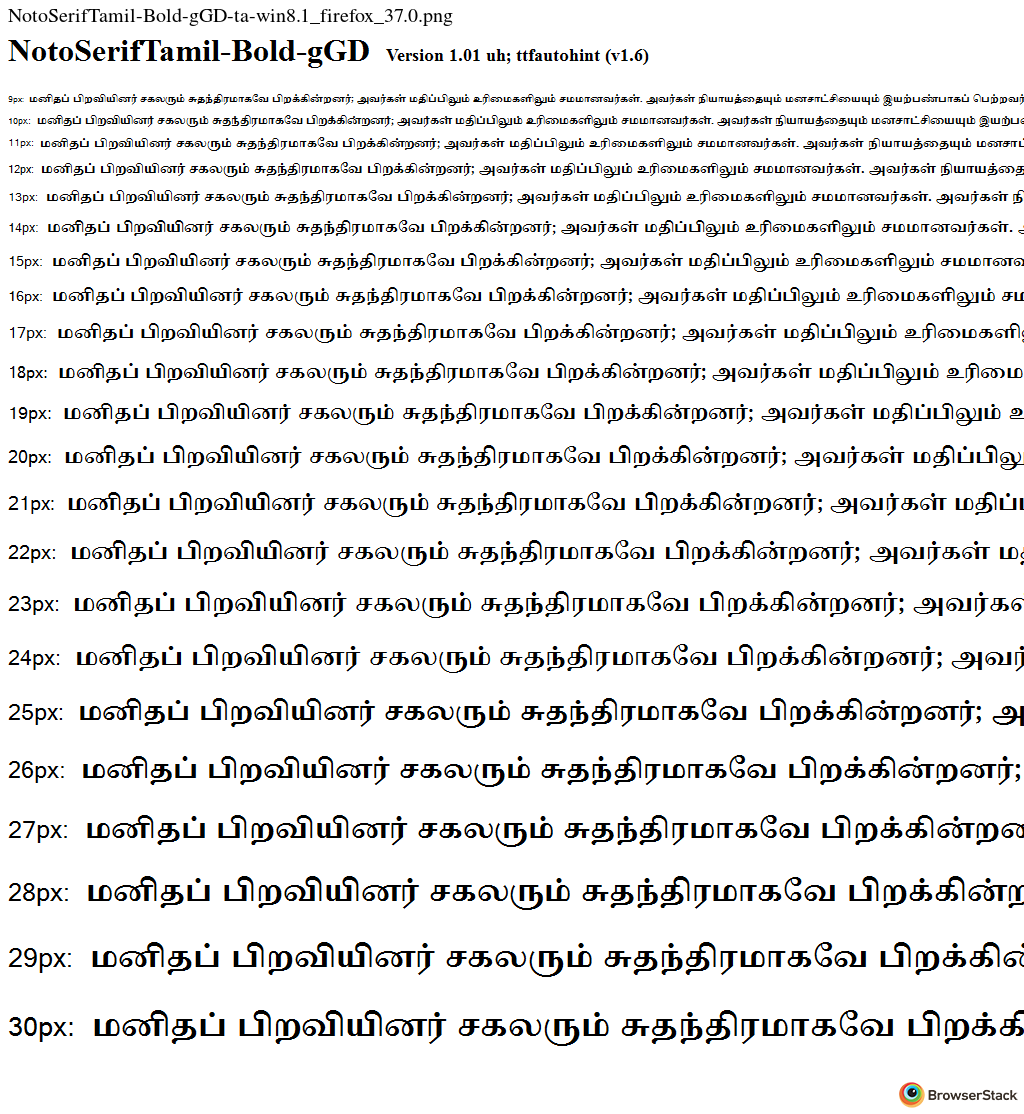 NotoSerifTamil-Bold-gGD-ta-win8.1_firefox_37.0.png
NotoSerifTamil-Bold-gGD Version 1.01 uh; ttfautohint (v1.6)
9px: மனிதப் பிறவியினர் சகலரும் சுதந்திரமாகவே பிறக்கின்றனர்; அவர்கள் மதிப்பிலும் உரிமைகளிலும் சமமானவர்கள். அவர்கள் நியாயத்தையும் மனசாட்சியையும் இயற்பண்பாகப் பெற்றவர்
10px: மனிதப் பிறவியினர் சகலரும் சுதந்திரமாகவே பிறக்கின்றனர்; அவர்கள் மதிப்பிலும் உரிமைகளிலும் சமமானவர்கள். அவர்கள் நியாயத்தையும் மனசாட்சியையும்
11px: மனிதப் பிறவியினர் சகலரும் சுதந்திரமாகவே பிறக்கின்றனர்; அவர்கள் மதிப்பிலும் உரிமைகளிலும் சமமானவர்கள். அவர்கள் நியாயத்தையும்
12px: மனிதப் பிறவியினர் சகலரும் சுதந்திரமாகவே பிறக்கின்றனர்; அவர்கள் மதிப்பிலும் உரிமைகளிலும் சமமானவர்கள். அவர்கள்
13px: மனிதப் பிறவியினர் சகலரும் சுதந்திரமாகவே பிறக்கின்றனர்; அவர்கள் மதிப்பிலும் உரிமைகளிலும் சமமானவர்கள். அவர்கள்
14px: மனிதப் பிறவியினர் சகலரும் சுதந்திரமாகவே பிறக்கின்றனர்; அவர்கள் மதிப்பிலும் உரிமைகளிலும் சமமானவர்கள்.
15px: மனிதப் பிறவியினர் சகலரும் சுதந்திரமாகவே பிறக்கின்றனர்; அவர்கள் மதிப்பிலும் உரிமைகளிலும்
16px: மனிதப் பிறவியினர் சகலரும் சுதந்திரமாகவே பிறக்கின்றனர்; அவர்கள் மதிப்பிலும் உரிமைகளிலும்
17px: மனிதப் பிறவியினர் சகலரும் சுதந்திரமாகவே பிறக்கின்றனர்; அவர்கள் மதிப்பிலும்
18px: மனிதப் பிறவியினர் சகலரும் சுதந்திரமாகவே பிறக்கின்றனர்; அவர்கள் மதிப்பிலும் உரிமை
19px: மனிதப் பிறவியினர் சகலரும் சுதந்திரமாகவே பிறக்கின்றனர்; அவர்கள் மதிப்பிலும்
20px: மனிதப் பிறவியினர் சகலரும் சுதந்திரமாகவே பிறக்கின்றனர்; அவர்கள்
21px: மனிதப் பிறவியினர் சகலரும் சுதந்திரமாகவே பிறக்கின்றனர்; அவர்கள்
22px: மனிதப் பிறவியினர் சகலரும் சுதந்திரமாகவே பிறக்கின்றனர்; அவர்கள்
23px: மனிதப் பிறவியினர் சகலரும் சுதந்திரமாகவே பிறக்கின்றனர்;
24px: மனிதப் பிறவியினர் சகலரும் சுதந்திரமாகவே பிறக்கின்றனர்; அவர்
25px: மனிதப் பிறவியினர் சகலரும் சுதந்திரமாகவே பிறக்கின்றனர்;
26px: மனிதப் பிறவியினர் சகலரும் சுதந்திரமாகவே பிறக்கின்றனர்;
27px: மனிதப் பிறவியினர் சகலரும் சுதந்திரமாகவே
28px: மனிதப் பிறவியினர் சகலரும் சுதந்திரமாகவே
29px: மனிதப் பிறவியினர் சகலரும் சுதந்திரமாகவே
30px: மனிதப் பிறவியினர் சகலரும் சுதந்திரமாகவே
BrowserStack